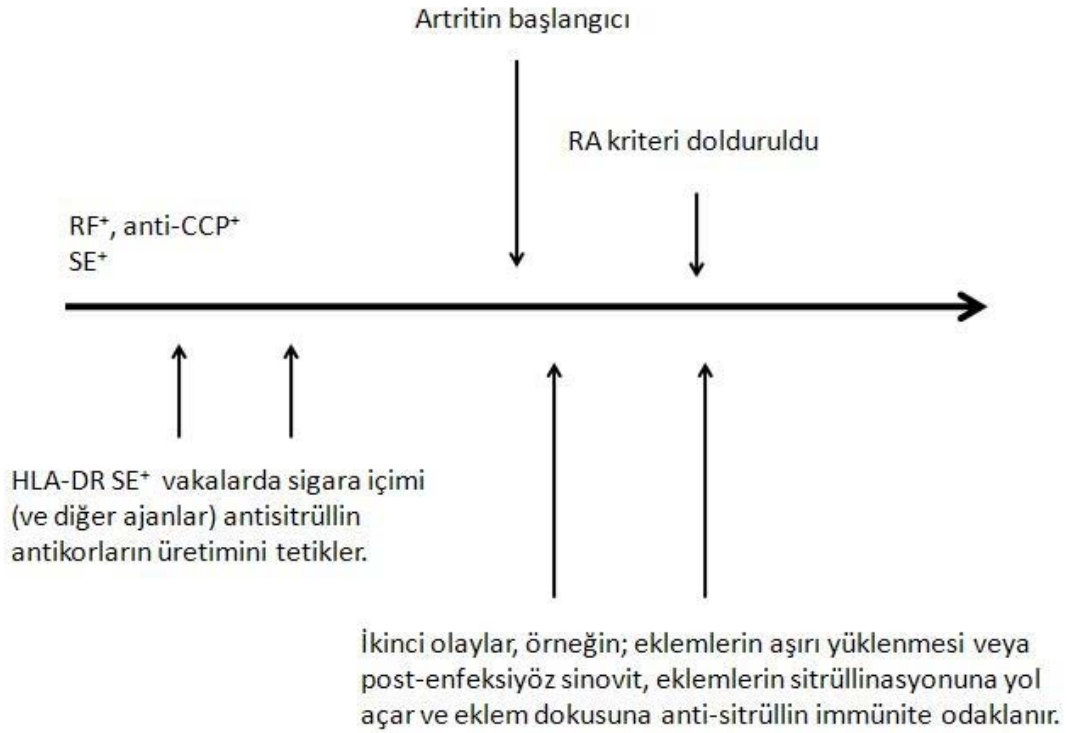 Artritin başlangıcı
RA kriteri dolduruldu
RF⁺, anti-CCP⁺
SE⁺
HLA-DR SE⁺ vakalarda sigara içimi
(ve diğer ajanlar) antisitrüllin
antikorların üretimini tetikler.
İkinci olaylar, örneğin; eklemlerin aşırı yüklenmesi veya
post-enfeksiyöz sinovit, eklemlerin sitrüllinasyonuna yol
açar ve eklem dokusuna anti-sitrüllin immünite odaklanır.